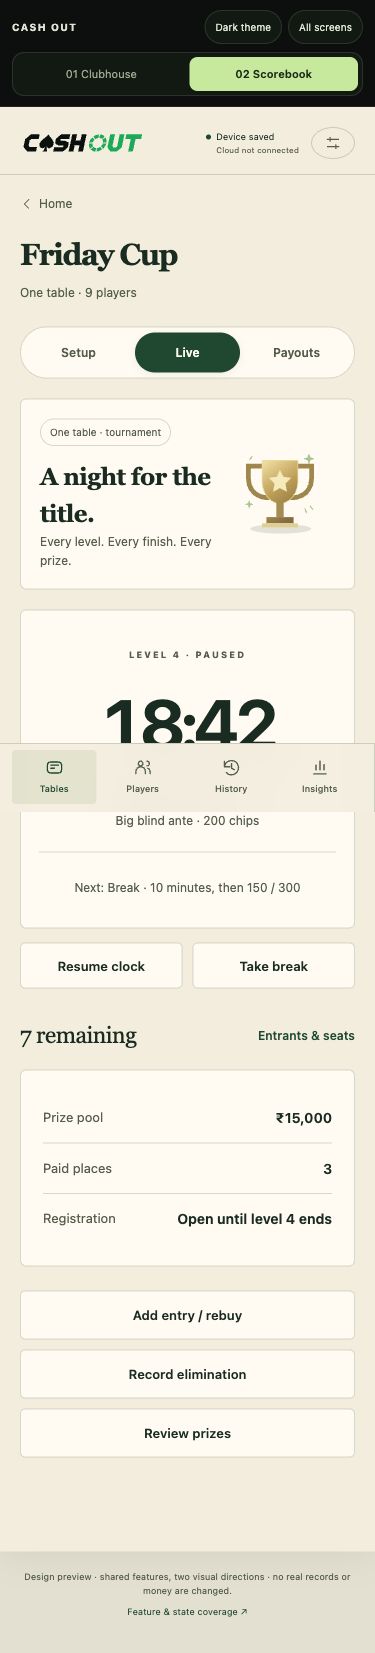 CASH OUT
Dark theme
All screens
01 Clubhouse
02 Scorebook
CASHOUT
Device saved
Cloud not connected
Home
Friday Cup
One table · 9 players
Setup
Live
Payouts
One table · tournament
A night for the
title.
Every level. Every finish. Every
prize.
LEVEL 4 · PAUSED
18:42
Tables
Players
History
Insights
Big blind ante · 200 chips
Next: Break · 10 minutes, then 150 / 300
Resume clock
Take break
7 remaining
Entrants & seats
Prize pool
₹15,000
Paid places
3
Registration
Open until level 4 ends
Add entry / rebuy
Record elimination
Review prizes
Design preview · shared features, two visual directions · no real records or
money are changed.
Feature & state coverage ↗